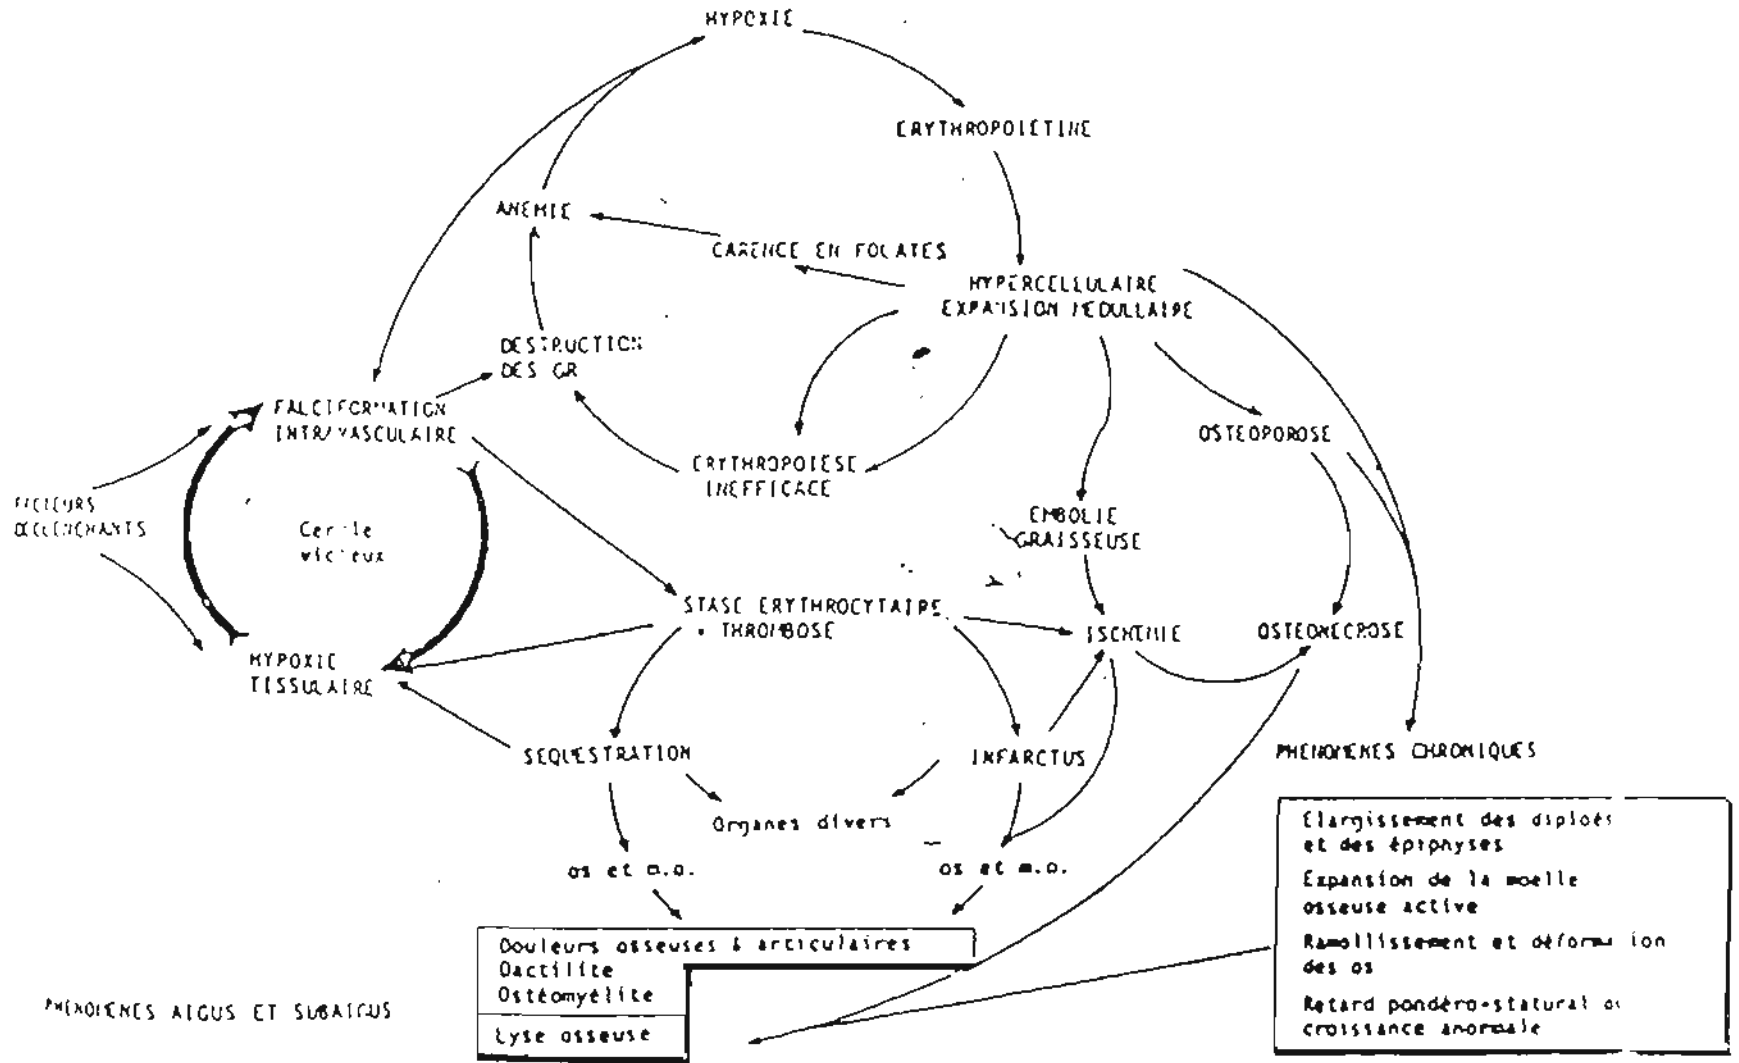 HYPOXIE
ERYTHROPOIETINE
ANEMIE
CARENCE EN FOLATES
HYPERCELLULAIRE
EXPANSION MEDULLAIRE
DESTRUCTION
DES GR
FALCIFORMATION
INTRAVASCULAIRE
OSTEOPOROSE
ERYTHROPOIESE
INEFFICACE
FACTEURS
DECLENCHANTS
Cercle
vicieux
EMBOLIE
GRAISSEUSE
STASE ERYTHROCYTAIRE
THROMBOSE
ISCHEMIE
OSTEONECROSE
HYPOXIE
TISSULAIRE
SEQUESTRATION
INFARCTUS
PHENOMENES CHRONIQUES
Organes divers
os et m.o.
os et m.o.
Elargissement des diploés
et des épiphyses
Expansion de la moelle
osseuse active
Ramollissement et déformation
des os
Retard pondéro-statural
croissance anormale
Douleurs osseuses & articulaires
Dactilite
Ostéomyélite
Lyse osseuse
PHENOMENES AIGUS ET SUBAIGUS